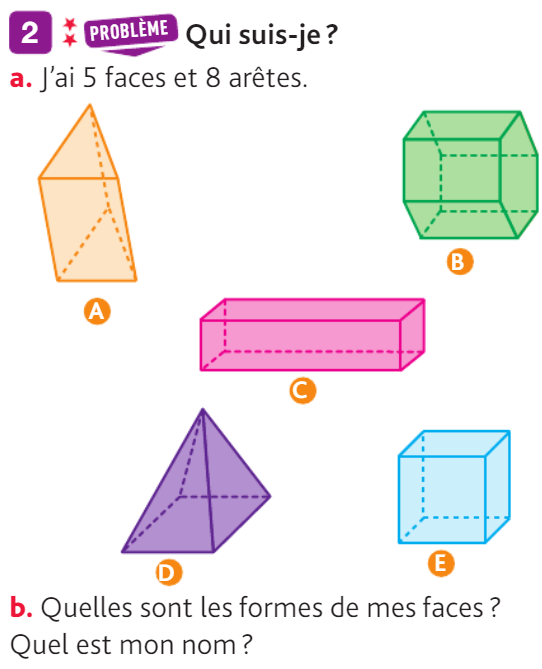 2 PROBLÈME Qui suis-je ?
a. J'ai 5 faces et 8 arêtes.
A
B
C
D
E
b. Quelles sont les formes de mes faces ?
Quel est mon nom ?